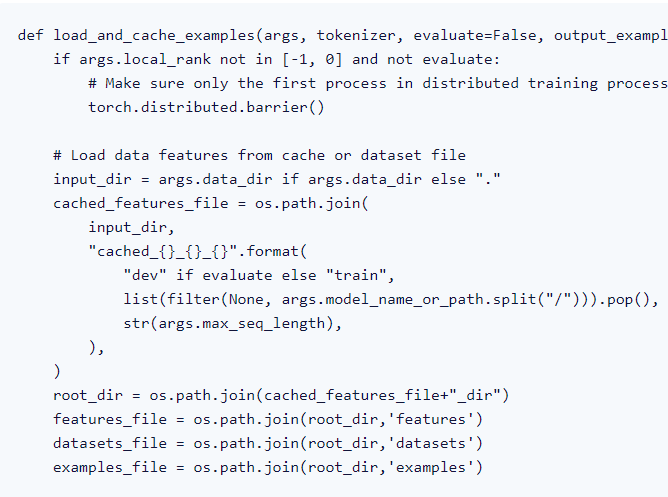 def load_and_cache_examples(args, tokenizer, evaluate=False, output_exampl
    if args.local_rank not in [-1, 0] and not evaluate:
        # Make sure only the first process in distributed training process
        torch.distributed.barrier()

    # Load data features from cache or dataset file
    input_dir = args.data_dir if args.data_dir else "."
    cached_features_file = os.path.join(
        input_dir,
        "cached_{}_{}_{}".format(
            "dev" if evaluate else "train",
            list(filter(None, args.model_name_or_path.split("/"))).pop(),
            str(args.max_seq_length),
        ),
    )
    root_dir = os.path.join(cached_features_file+"_dir")
    features_file = os.path.join(root_dir,'features')
    datasets_file = os.path.join(root_dir,'datasets')
    examples_file = os.path.join(root_dir,'examples')